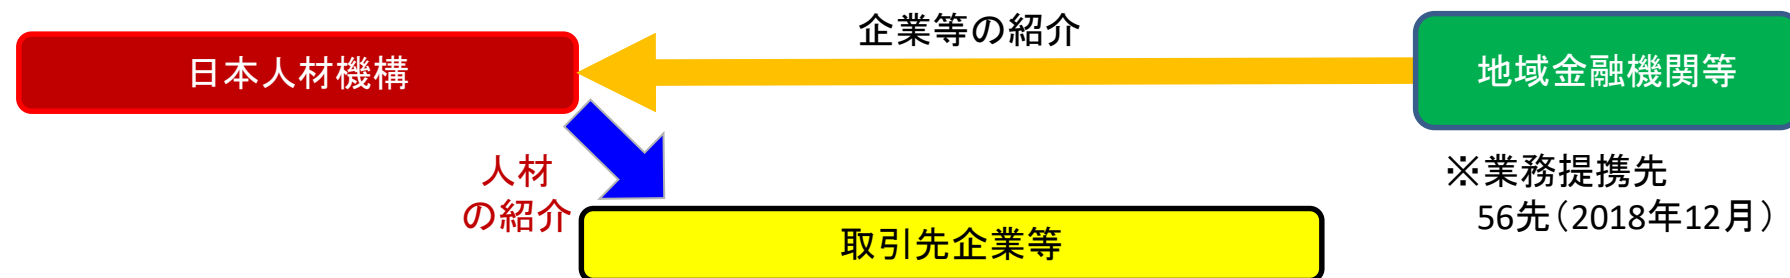 企業等の紹介
日本人材機構
地域金融機関等
人材
の紹介
※業務提携先
56先(2018年12月)
取引先企業等